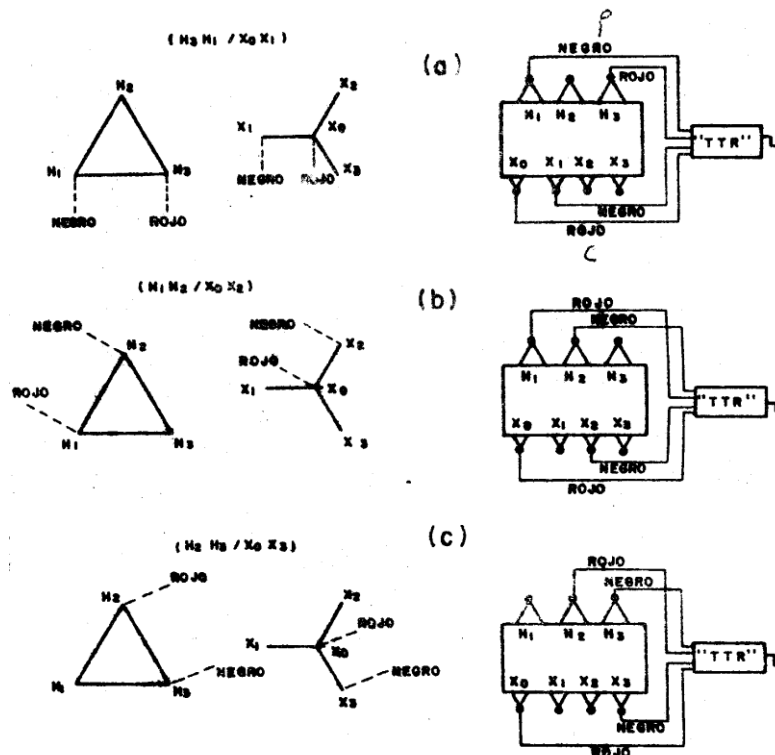 ( H₃ H₁ / X₀ X₁ )
(a)
H₂
H₁
H₃
NEGRO
ROJO
X₂
X₁
X₀
X₃
NEGRO
ROJO
NEGRO
ROJO
H₁ H₂ H₃
X₀ X₁ X₂ X₃
"TTR"
NEGRO
ROJO
C
( H₁ H₂ / X₀ X₂ )
(b)
NEGRO
H₂
ROJO
H₁
H₃
NEGRO
X₂
ROJO
X₁
X₀
X₃
ROJO
NEGRO
H₁ H₂ H₃
X₀ X₁ X₂ X₃
"TTR"
NEGRO
ROJO
( H₂ H₃ / X₀ X₃ )
(c)
ROJO
H₂
NEGRO
H₁
H₃
X₂
ROJO
X₁
X₀
NEGRO
X₃
ROJO
NEGRO
H₁ H₂ H₃
X₀ X₁ X₂ X₃
"TTR"
NEGRO
ROJO